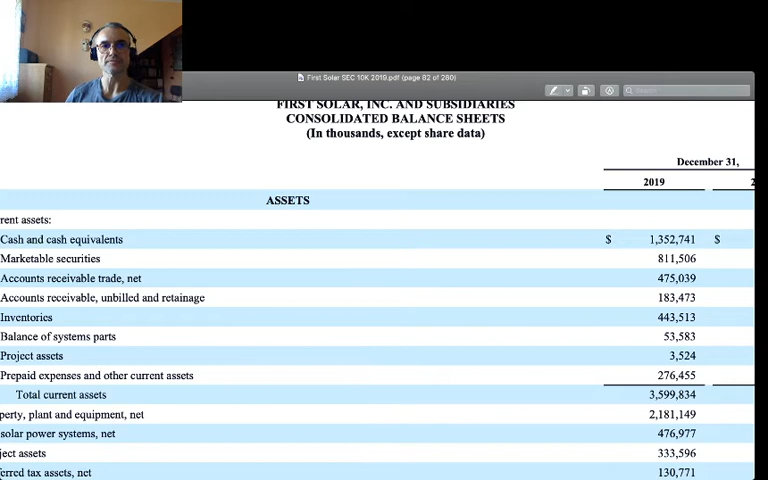 First Solar SEC 10K 2019.pdf (page 82 of 280)
Search
FIRST SOLAR, INC. AND SUBSIDIARIES
CONSOLIDATED BALANCE SHEETS
(In thousands, except share data)
December 31,
2019 2
ASSETS
rent assets:
Cash and cash equivalents $ 1,352,741 $
Marketable securities 811,506
Accounts receivable trade, net 475,039
Accounts receivable, unbilled and retainage 183,473
Inventories 443,513
Balance of systems parts 53,583
Project assets 3,524
Prepaid expenses and other current assets 276,455
Total current assets 3,599,834
perty, plant and equipment, net 2,181,149
solar power systems, net 476,977
ject assets 333,596
erred tax assets, net 130,771